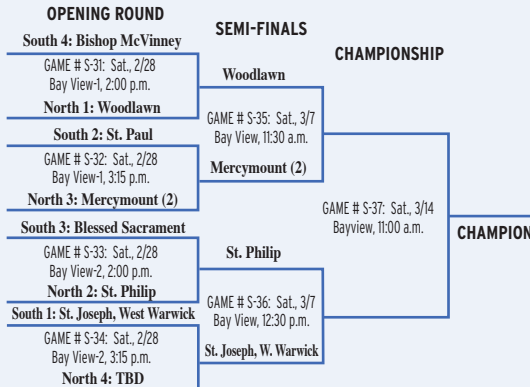 OPENING ROUND
South 4: Bishop McVinney
GAME # S-31: Sat., 2/28
Bay View-1, 2:00 p.m.
North 1: Woodlawn
South 2: St. Paul
GAME # S-32: Sat., 2/28
Bay View-1, 3:15 p.m.
North 3: Mercymount (2)
South 3: Blessed Sacrament
GAME # S-33: Sat., 2/28
Bay View-2, 2:00 p.m.
North 2: St. Philip
South 1: St. Joseph, West Warwick
GAME # S-34: Sat., 2/28
Bay View-2, 3:15 p.m.
North 4: TBD
SEMI-FINALS
Woodlawn
GAME # S-35: Sat., 3/7
Bay View, 11:30 a.m.
Mercymount (2)
St. Philip
GAME # S-36: Sat., 3/7
Bay View, 12:30 p.m.
St. Joseph, W. Warwick
CHAMPIONSHIP
GAME # S-37: Sat., 3/14
Bayview, 11:00 a.m.
CHAMPION